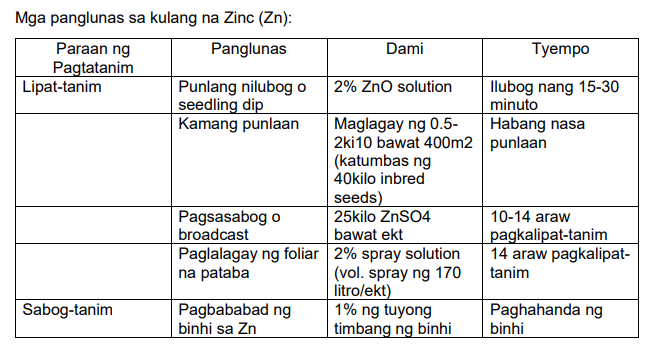 Mga panglunas sa kulang na Zinc (Zn):
Paraan ng
Pagtatanim
Panglunas
Dami
Tyempo
Lipat-tanim
Punlang nilubog o
seedling dip
2% ZnO solution
Ilubog nang 15-30
minuto
Kamang punlaan
Maglagay ng 0.5-
2ki10 bawat 400m2
(katumbas ng
40kilo inbred
seeds)
Habang nasa
punlaan
Pagsasabog o
broadcast
25kilo ZnSO4
bawat ekt
10-14 araw
pagkalipat-tanim
Paglalagay ng foliar
na pataba
2% spray solution
(vol. spray ng 170
litro/ekt)
14 araw pagkalipat-
tanim
Sabog-tanim
Pagbababad ng
binhi sa Zn
1% ng tuyong
timbang ng binhi
Paghahanda ng
binhi